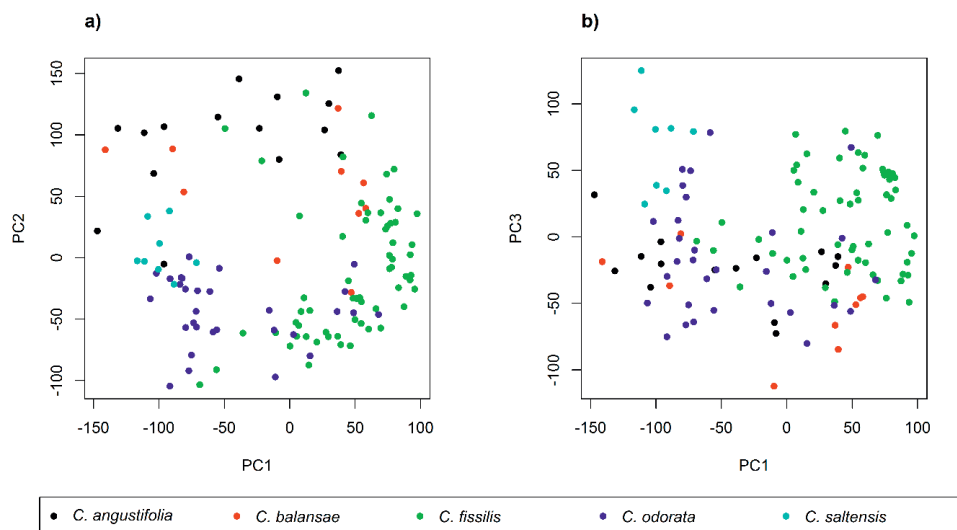 a)
150
100
50
0
-50
-100
PC2
-150
-100
-50
0
50
100
PC1
b)
100
50
0
-50
-100
PC3
-150
-100
-50
0
50
100
PC1
C. angustifolia
C. balansae
C. fissilis
C. odorata
C. saltensis